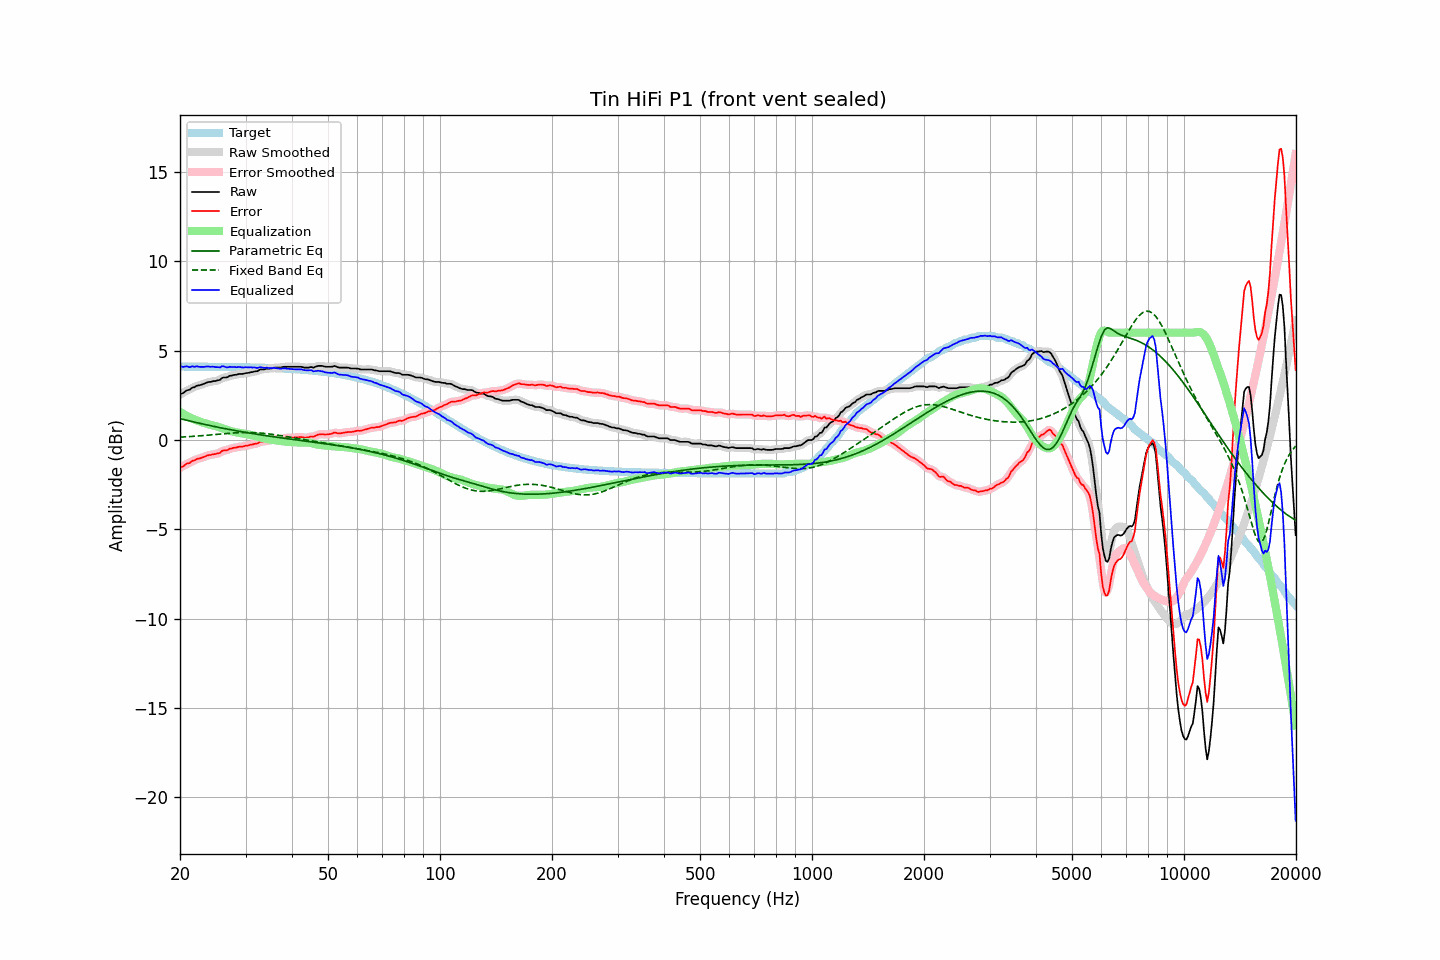 Tin HiFi P1 (front vent sealed)
Target
Raw Smoothed
Error Smoothed
Raw
Error
Equalization
Parametric Eq
Fixed Band Eq
Equalized
15
10
5
0
−5
−10
−15
−20
Amplitude (dBr)
20 50 100 200 500 1000 2000 5000 10000 20000
Frequency (Hz)